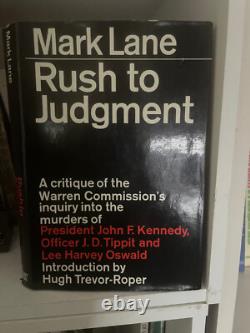 Mark Lane
Mark Lane
Rush to
Judgment
A critique of the
Warren Commission's
inquiry into the
murders of
President John F. Kennedy,
Officer J. D. Tippit and
Lee Harvey Oswald
Introduction by
Hugh Trevor-Roper